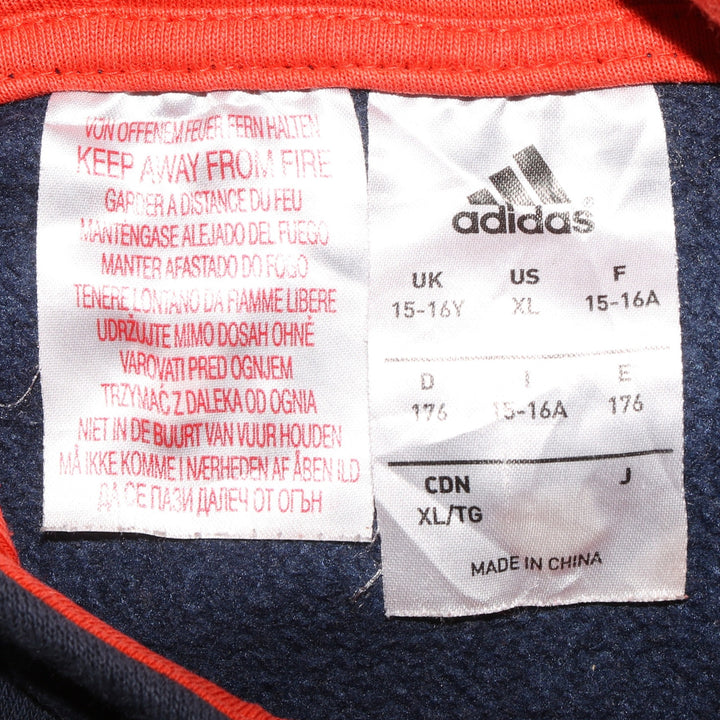 VON OFFENEM FEUER FERN HALTEN
KEEP AWAY FROM FIRE
GARDER A DISTANCE DU FEU
MANTENGASE ALEJADO DEL FUEGO
MANTER AFASTADO DO FOGO
TENERE LONTANO DA FIAMME LIBERE
UDRŽUJTE MIMO DOSAH OHNĚ
VAROVATI PRED OGNJEM
TRZYMAĆ Z DALEKA OD OGNIA
NIET IN DE BUURT VAN VUUR HOUDEN
MÅ IKKE KOMME I NÆRHEDEN AF ÅBEN ILD
ДА СЕ ПАЗИ ДАЛЕЧ ОТ ОГЪН
adidas®
UK US F
15-16Y XL 15-16A
D I E
176 15-16A 176
CDN J
XL/TG
MADE IN CHINA